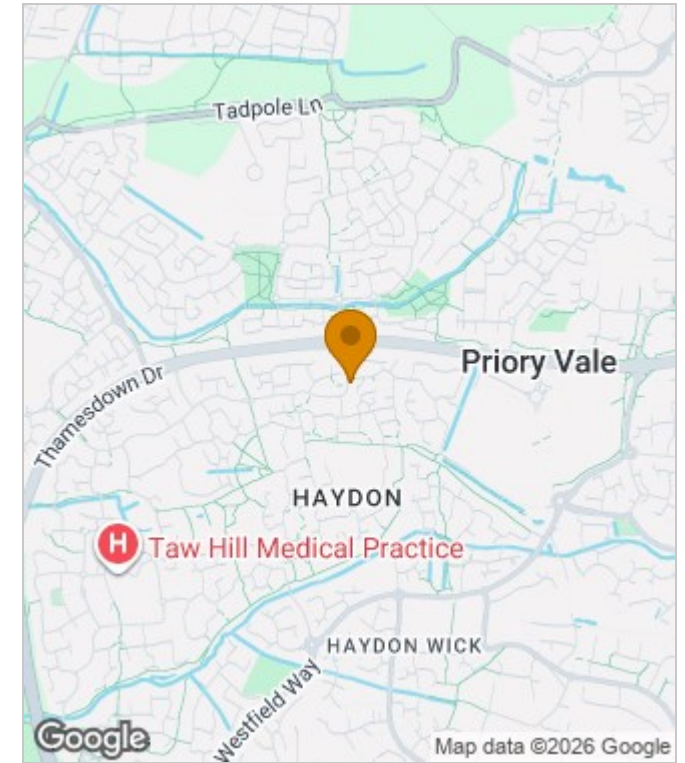 Tadpole Ln
Priory Vale
Thamesdown Dr
HAYDON
H
Taw Hill Medical Practice
HAYDON WICK
Westfield Way
Google
Map data ©2026 Google